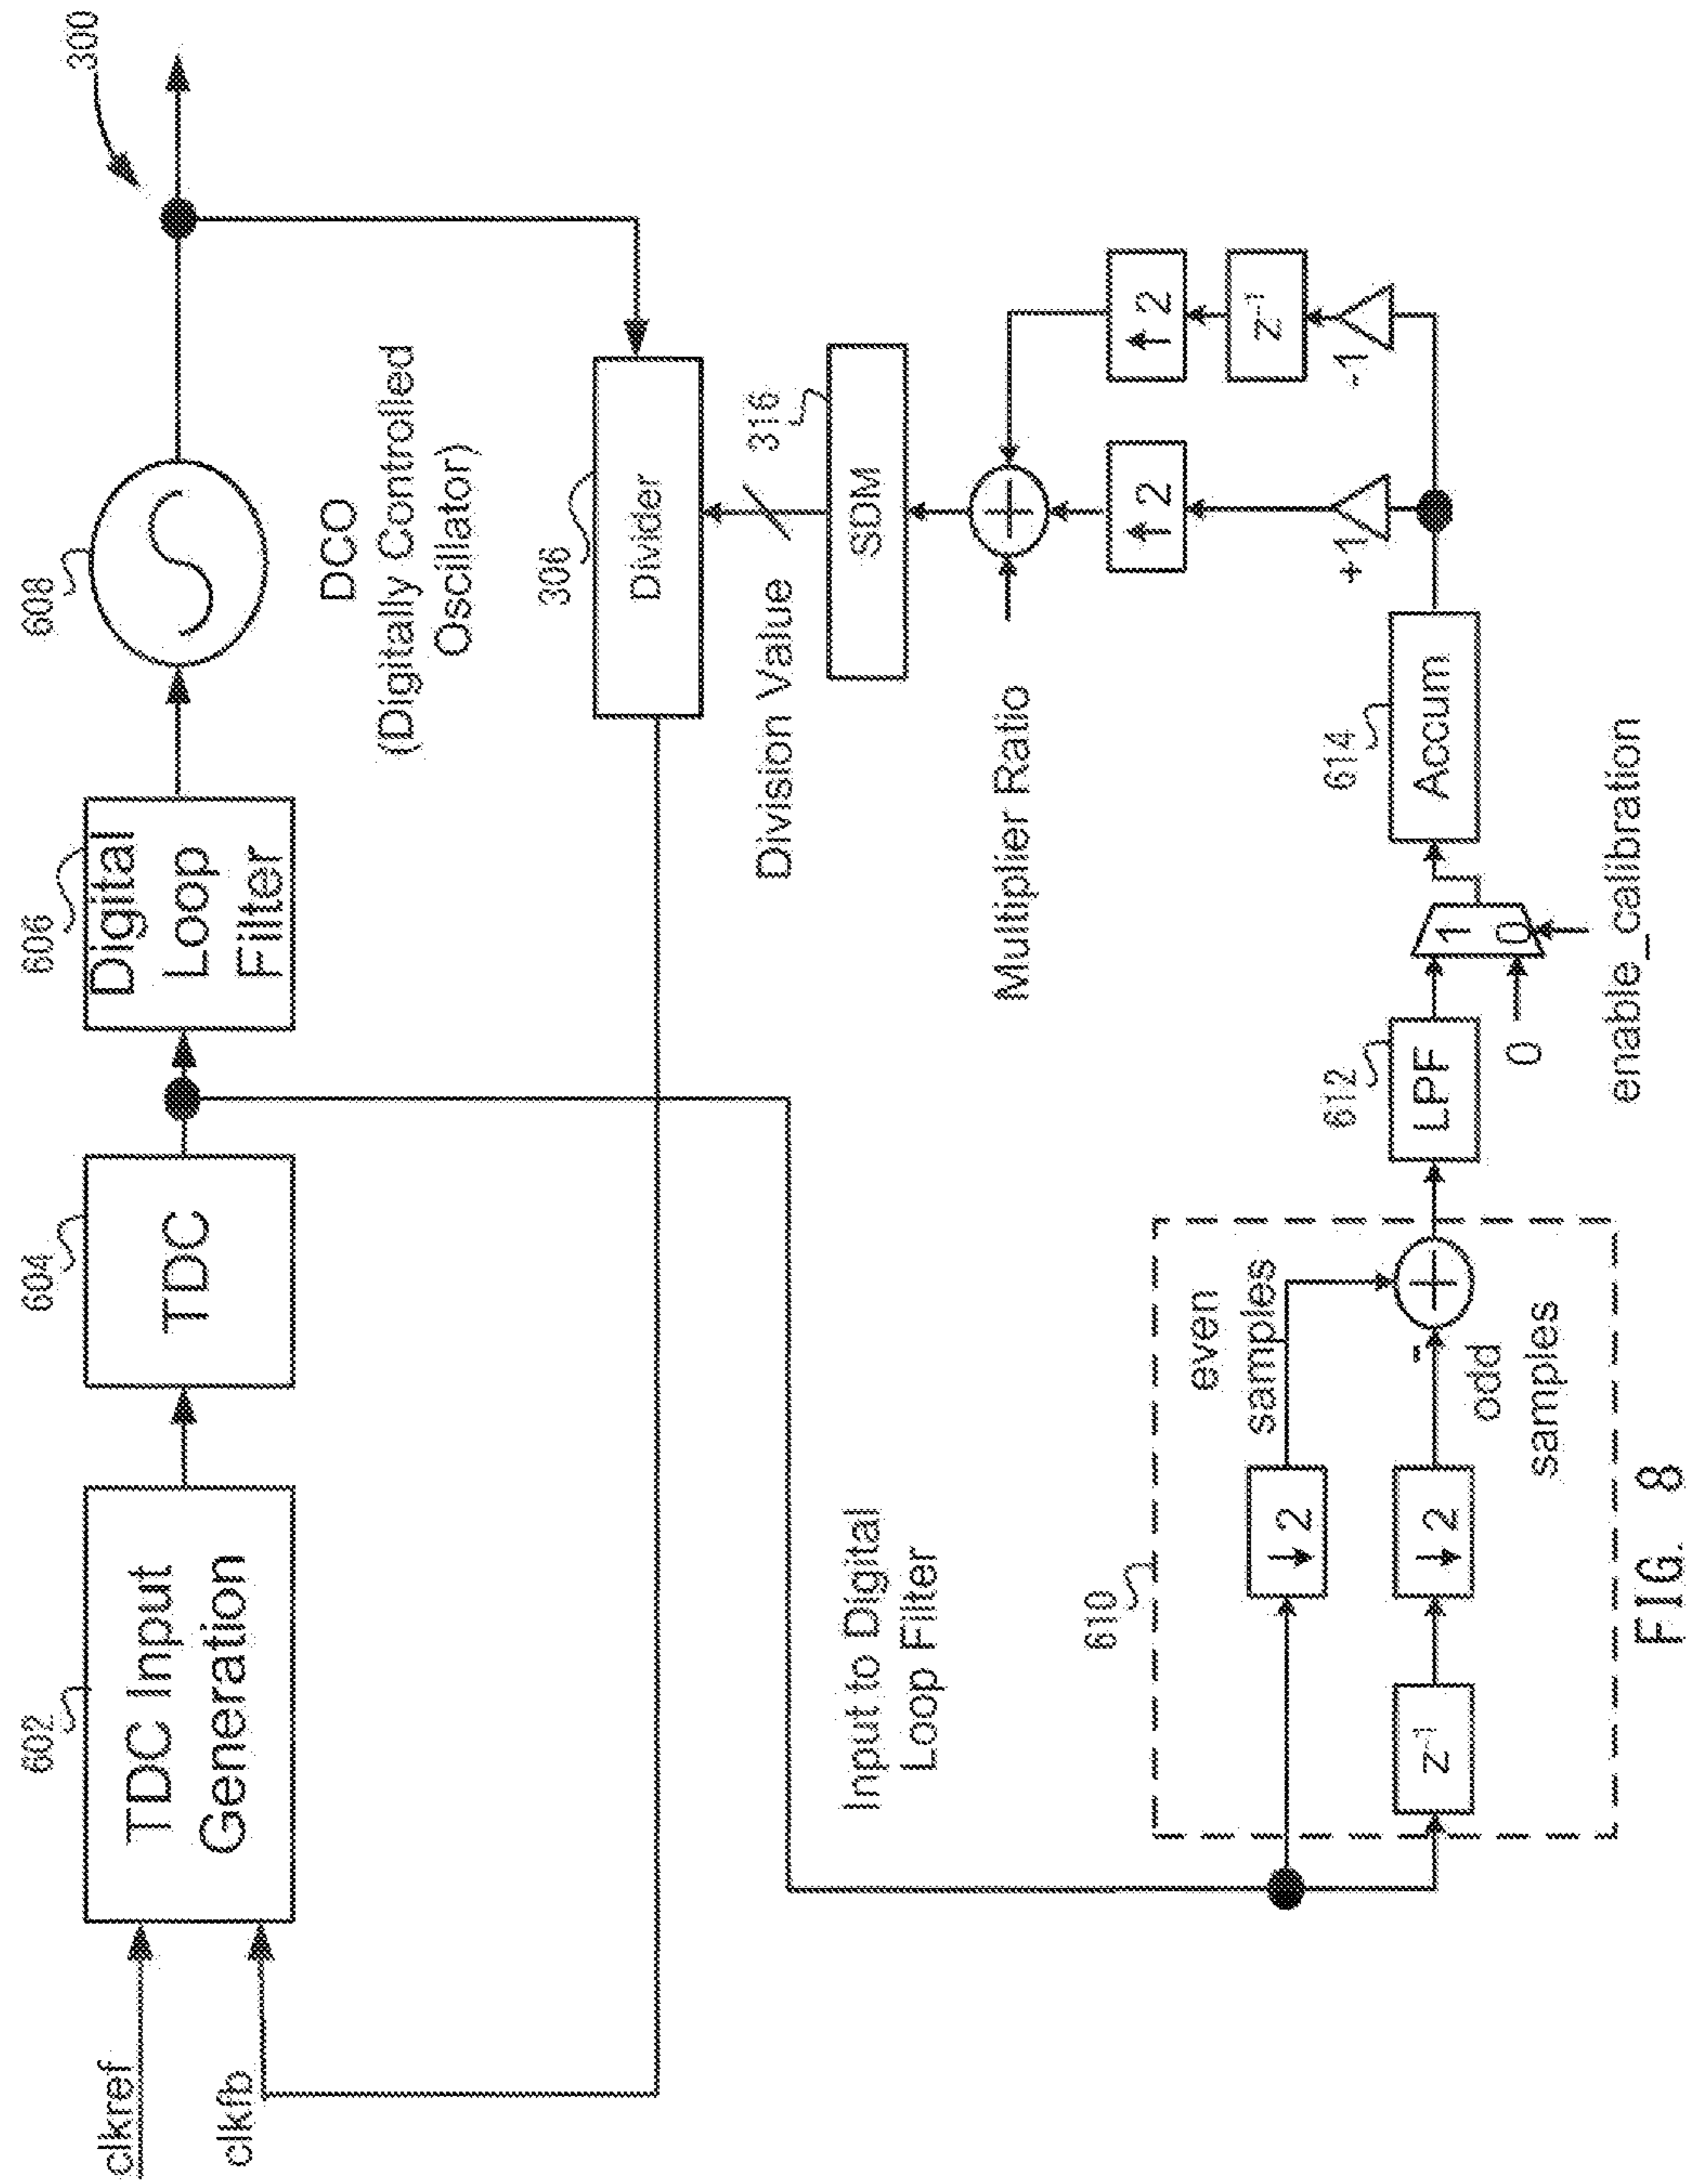 300
602
604
606
608
clkref
clkfb
TDC Input
Generation
TDC
Digital
Loop
Filter
DCO
(Digitally Controlled
Oscillator)
306
Divider
Division Value
316
SDM
Input to Digital
Loop Filter
Multiplier Ratio
↑2
↑2
z⁻¹
+1
-1
610
even
samples
↓2
z⁻¹
↓2
-
odd
samples
612
LPF
1
0
0
enable_calibration
614
Accum
FIG. 8